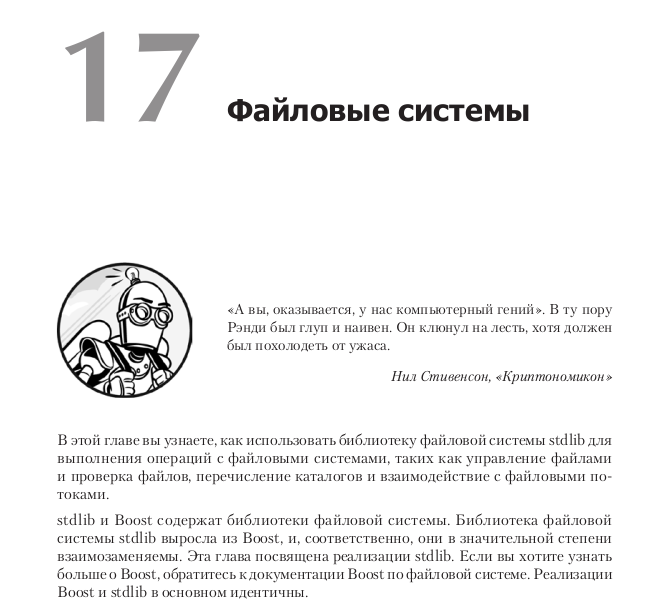 17
Файловые системы
«А вы, оказывается, у нас компьютерный гений». В ту пору
Рэнди был глуп и наивен. Он клюнул на лесть, хотя должен
был похолодеть от ужаса.
Нил Стивенсон, «Криптономикон»
В этой главе вы узнаете, как использовать библиотеку файловой системы stdlib для
выполнения операций с файловыми системами, таких как управление файлами
и проверка файлов, перечисление каталогов и взаимодействие с файловыми по-
токами.
stdlib и Boost содержат библиотеки файловой системы. Библиотека файловой
системы stdlib выросла из Boost, и, соответственно, они в значительной степени
взаимозаменяемы. Эта глава посвящена реализации stdlib. Если вы хотите узнать
больше о Boost, обратитесь к документации Boost по файловой системе. Реализации
Boost и stdlib в основном идентичны.